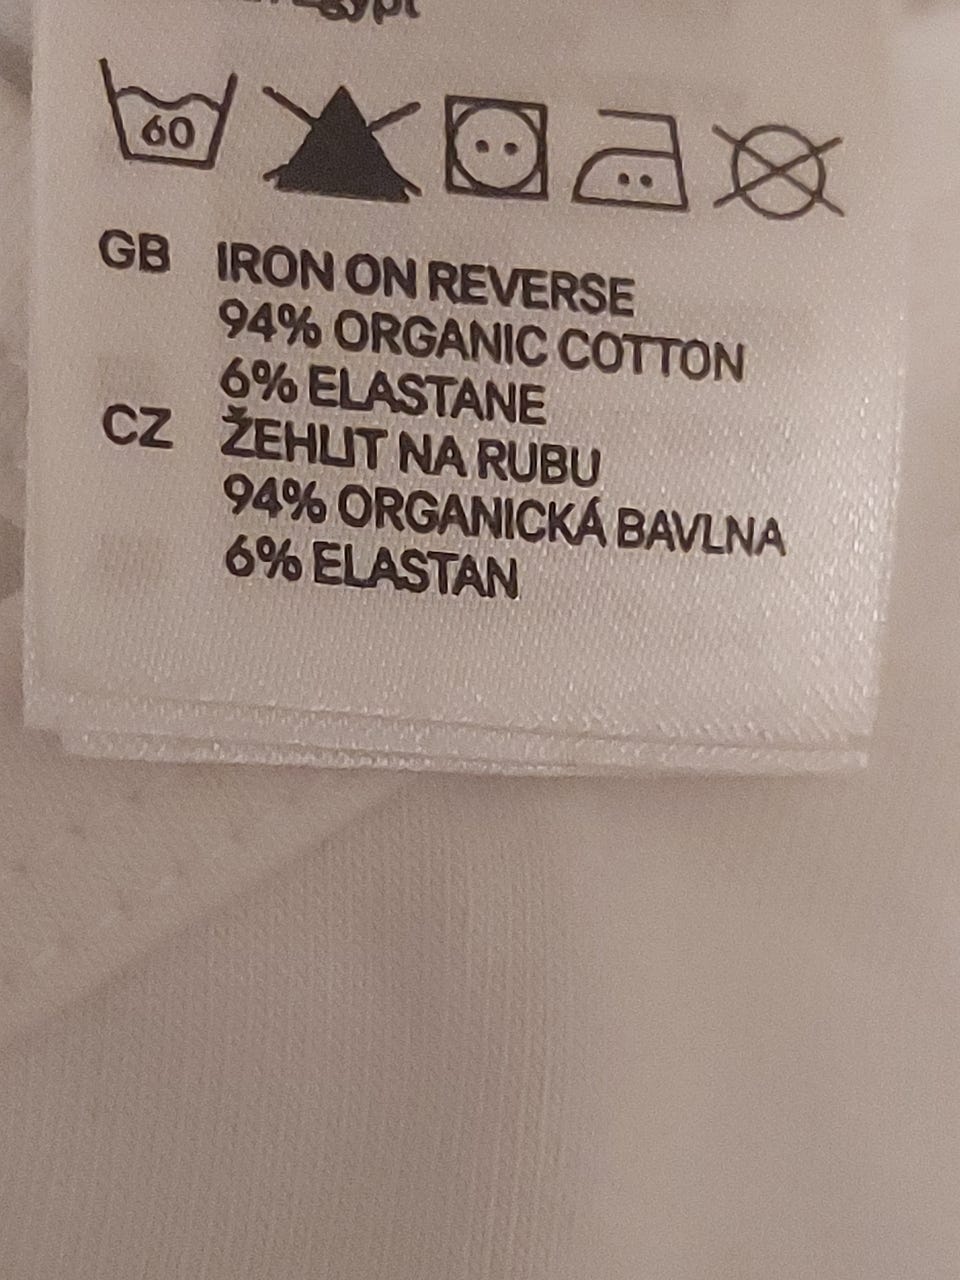 Egypt
60
GB IRON ON REVERSE
94% ORGANIC COTTON
6% ELASTANE
CZ ŽEHLIT NA RUBU
94% ORGANICKÁ BAVLNA
6% ELASTAN